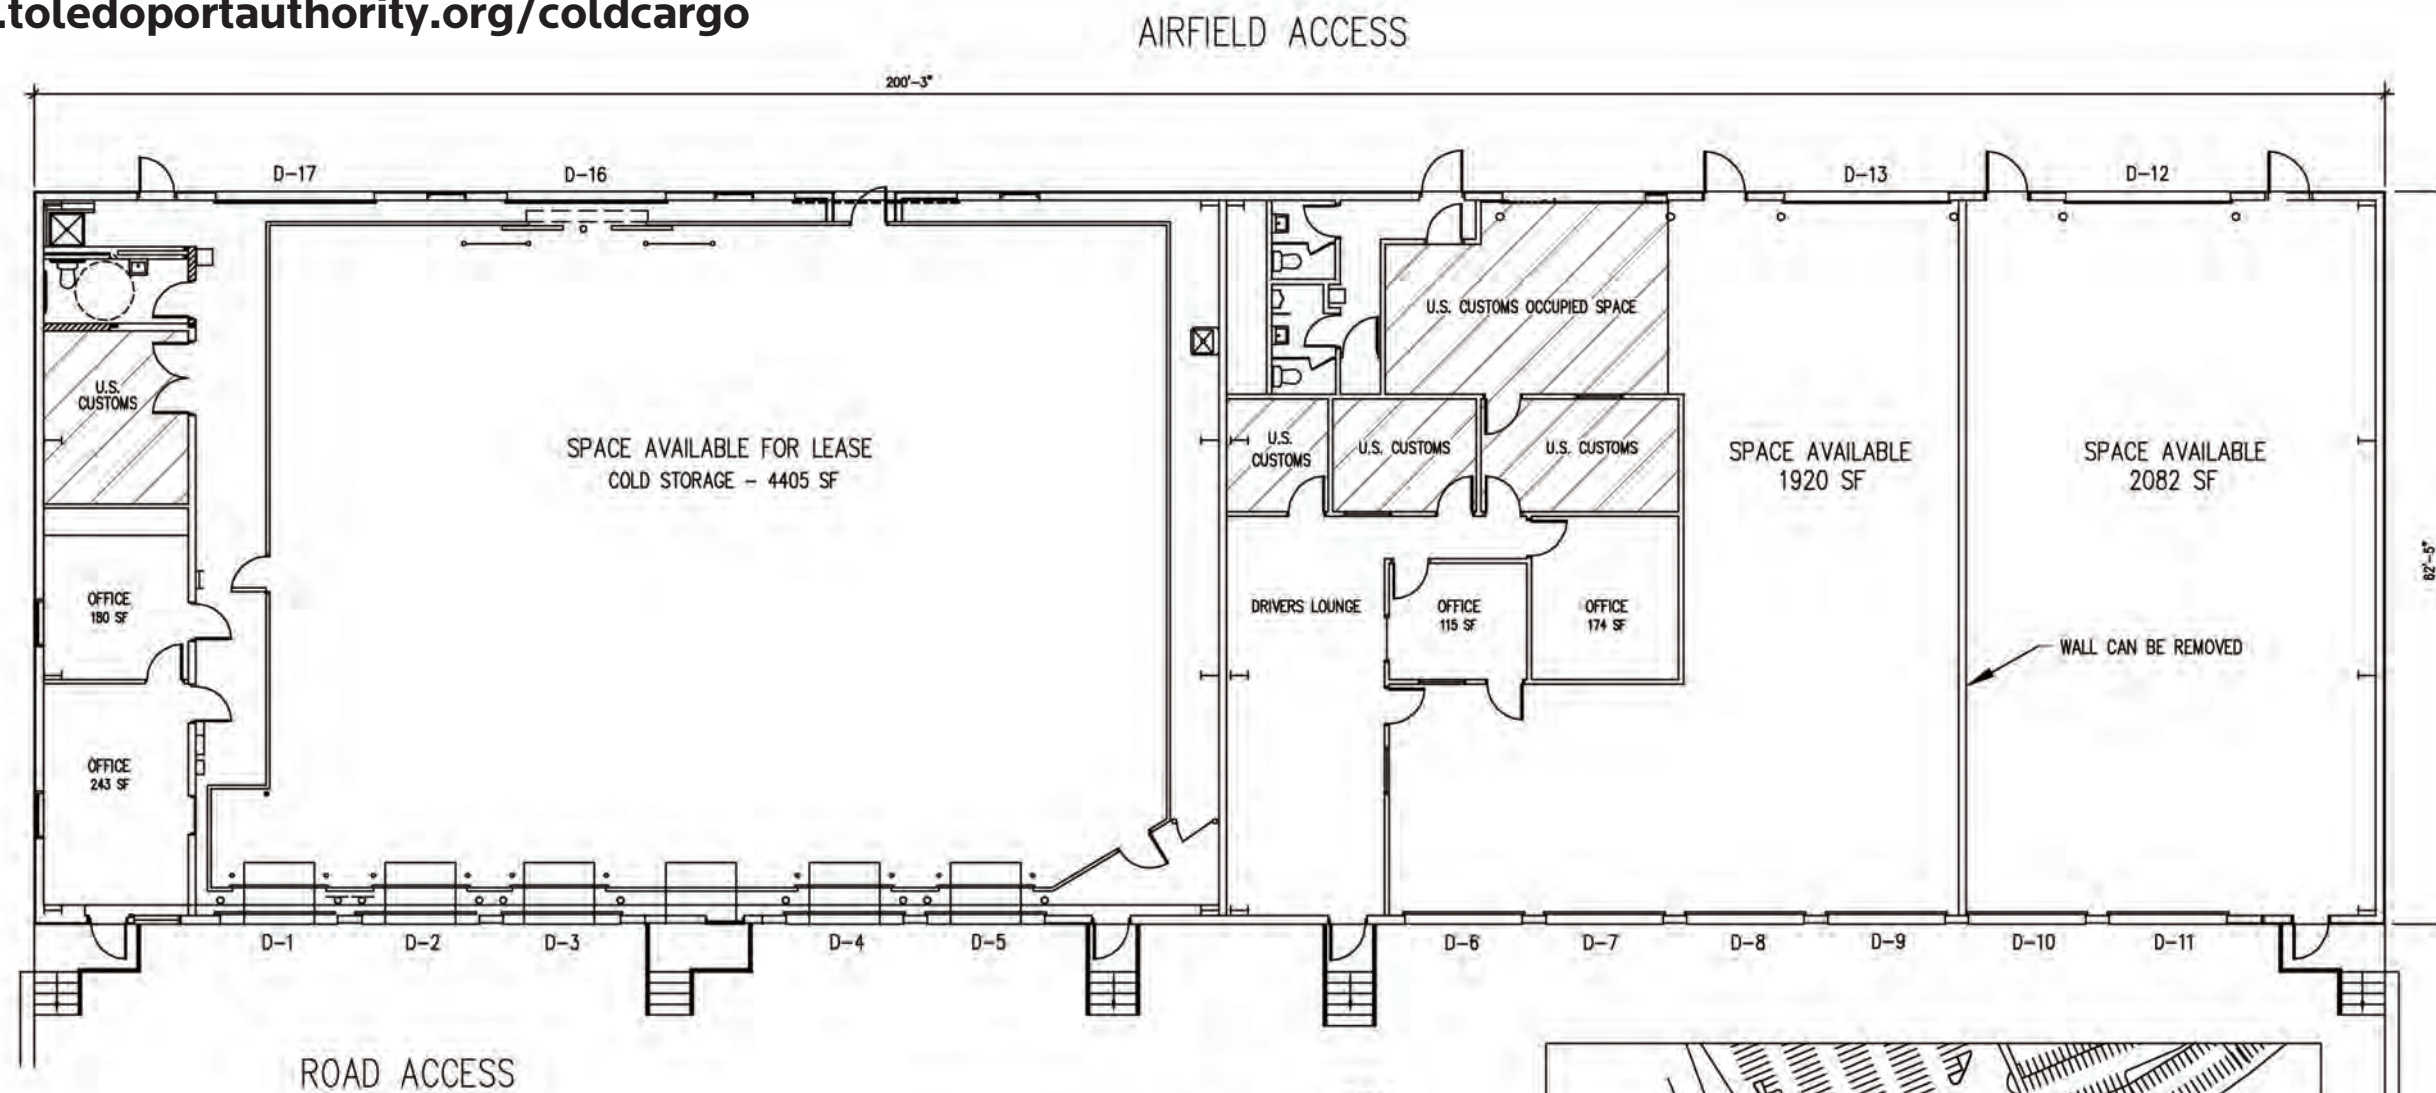 .toledoportauthority.org/coldcargo
AIRFIELD ACCESS
200'-3"
D-17
D-16
D-13
D-12
U.S. CUSTOMS OCCUPIED SPACE
U.S.
CUSTOMS
SPACE AVAILABLE FOR LEASE
COLD STORAGE - 4405 SF
U.S.
CUSTOMS
U.S. CUSTOMS
U.S. CUSTOMS
SPACE AVAILABLE
1920 SF
SPACE AVAILABLE
2082 SF
62'-6"
OFFICE
180 SF
DRIVERS LOUNGE
OFFICE
115 SF
OFFICE
174 SF
WALL CAN BE REMOVED
OFFICE
243 SF
D-1
D-2
D-3
D-4
D-5
D-6
D-7
D-8
D-9
D-10
D-11
ROAD ACCESS